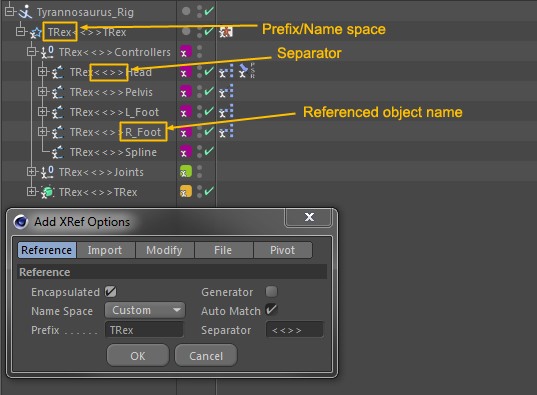 Tyrannosaurus_Rig
TRex<<>>TRex
Prefix/Name space
TRex<<>>Controllers
Separator
TRex<<>>Head
P
S
R
TRex<<>>Pelvis
TRex<<>>L_Foot
Referenced object name
TRex<<>>R_Foot
TRex<<>>Spline
TRex<<>>Joints
TRex<<>>TRex
Add XRef Options
X
Reference Import Modify File Pivot
Reference
Encapsulated Generator
Name Space Custom Auto Match
Prefix ...... TRex Separator <<>>
OK Cancel